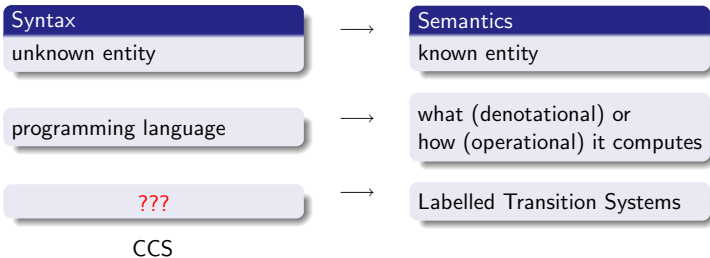 Syntax
⟶
Semantics
unknown entity
known entity
programming language
⟶
what (denotational) or
how (operational) it computes
???
⟶
Labelled Transition Systems
CCS